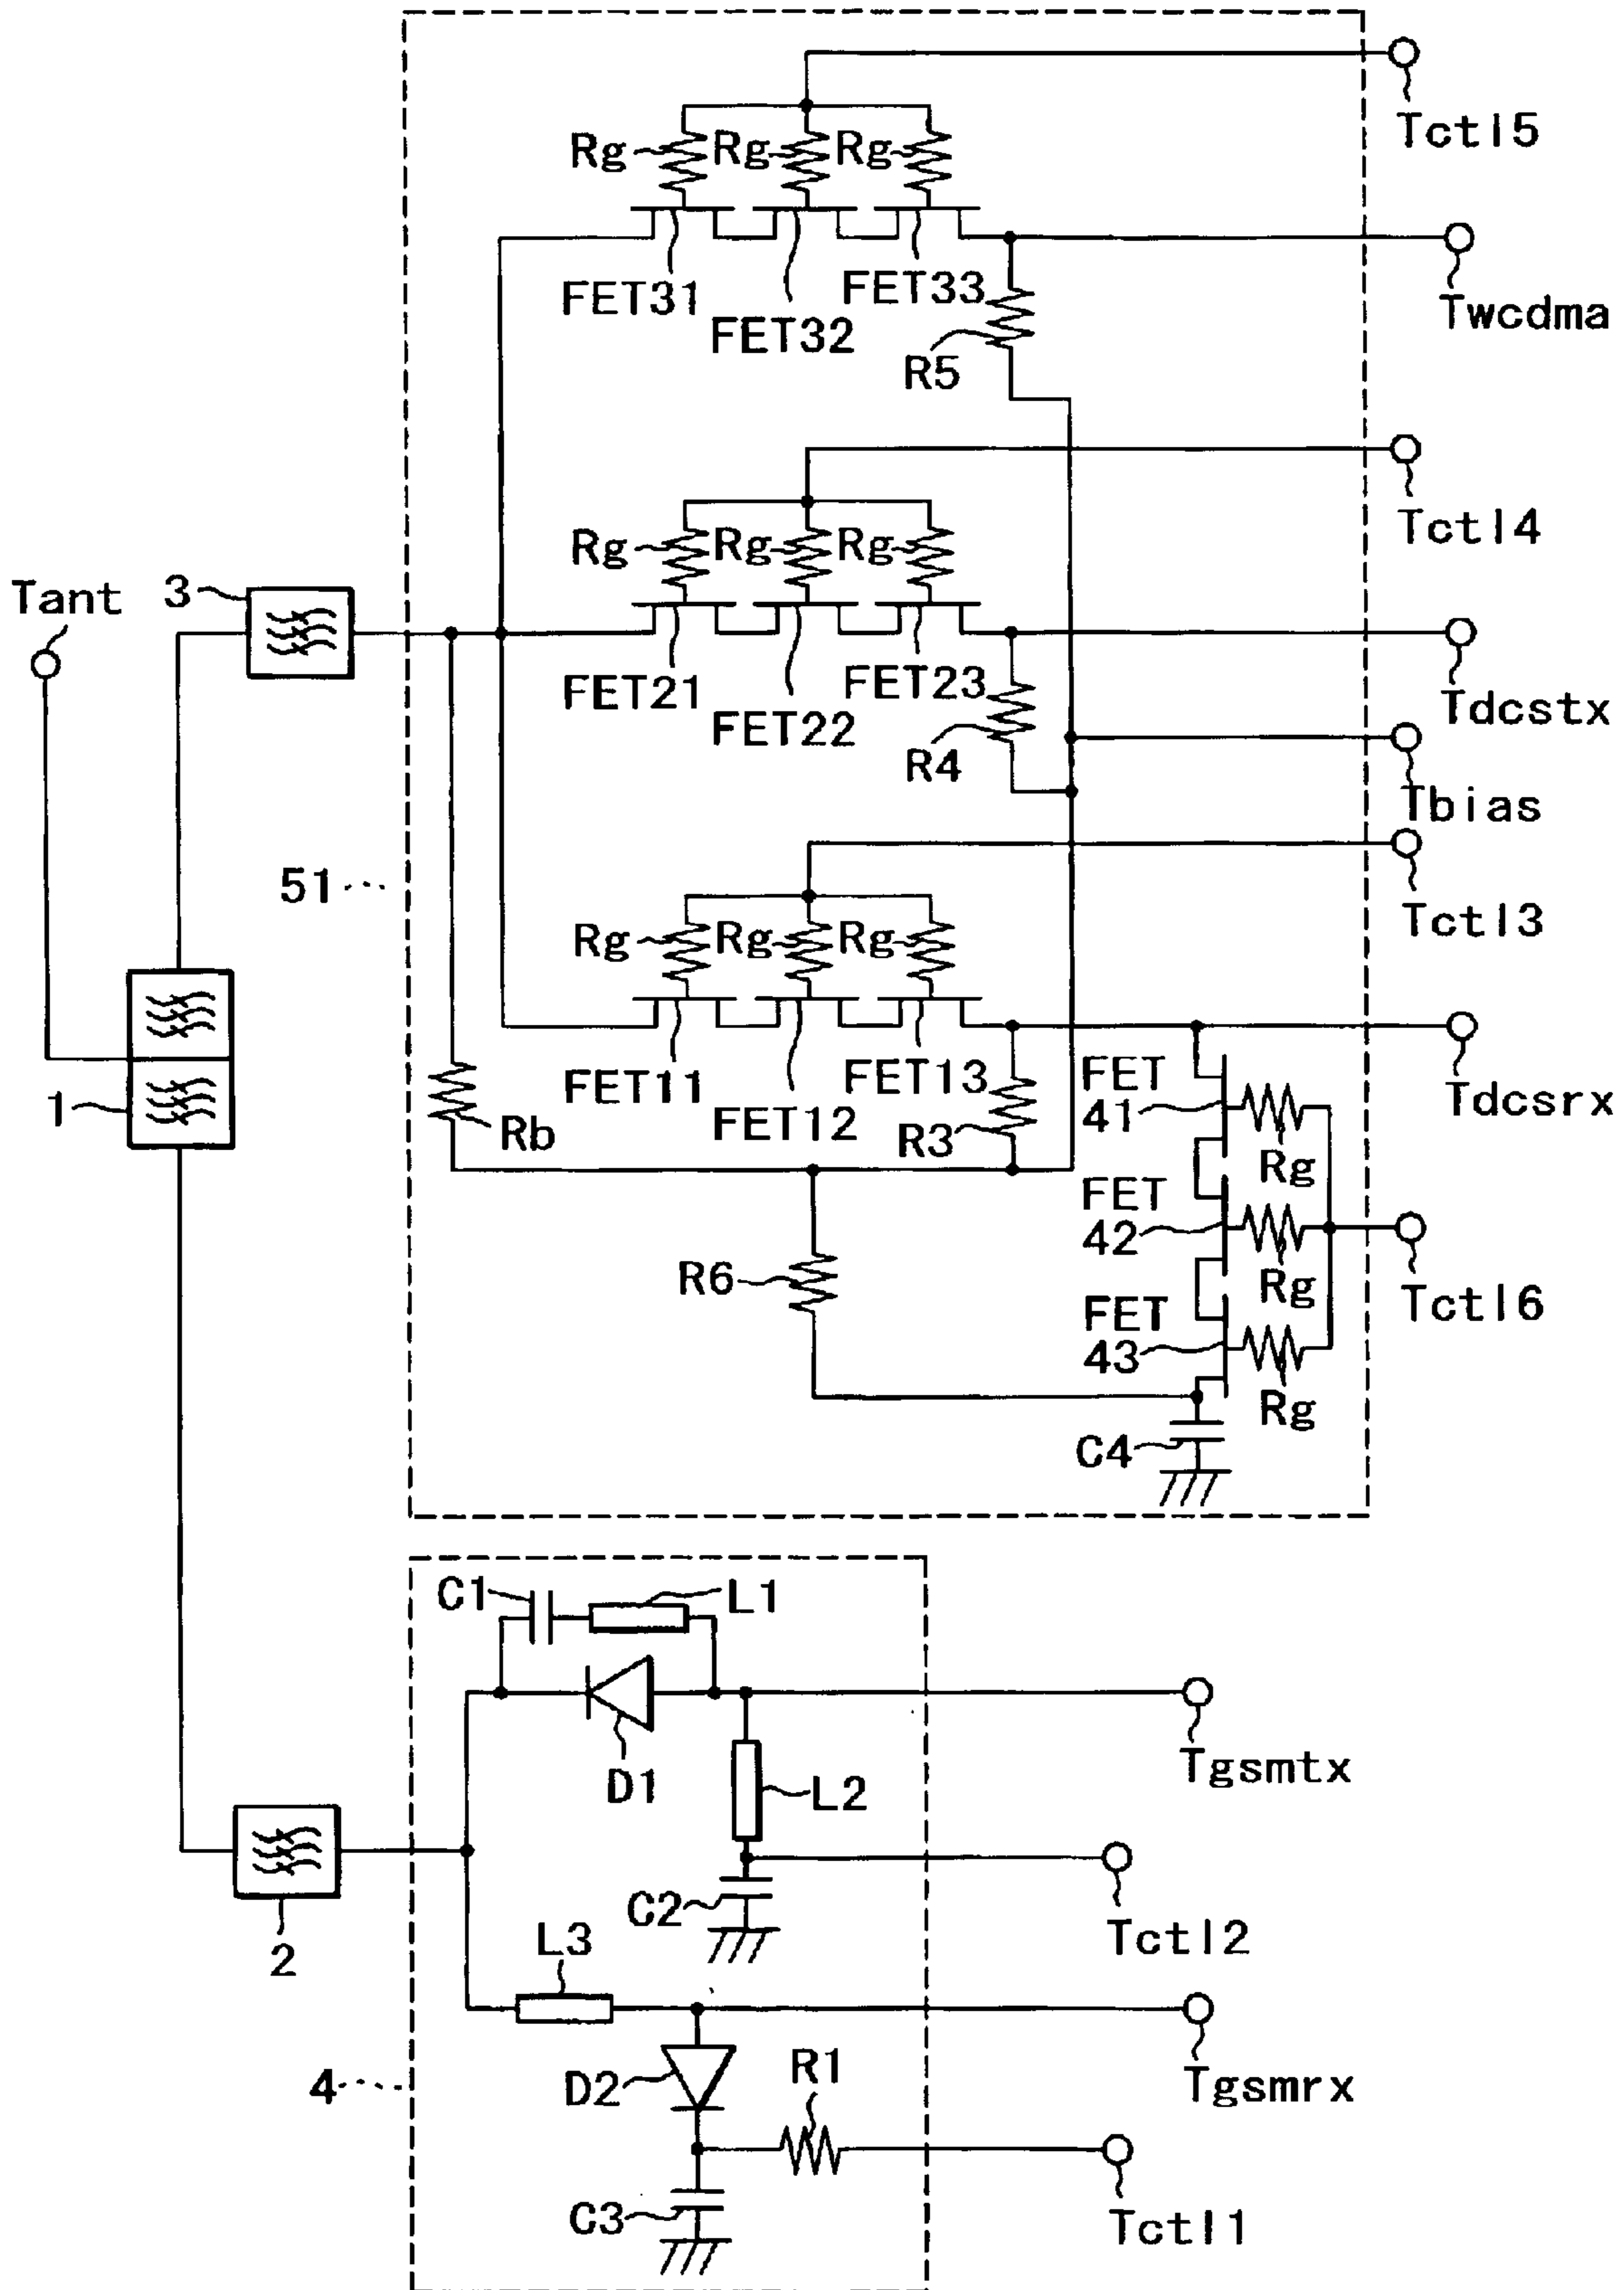 Tctl5
Rg
Rg
Rg
FET31
FET32
FET33
Twcdma
R5
Tctl4
Rg
Rg
Rg
Tant
3
FET21
FET22
FET23
Tdcstx
R4
Tbias
51
Tctl3
Rg
Rg
Rg
1
FET11
FET12
FET13
FET
41
Rg
Tdcsrx
Rb
R3
FET
42
Rg
R6
Tctl6
FET
43
Rg
C4
C1
L1
D1
L2
Tgsmtx
C2
2
Tctl2
L3
4
D2
R1
Tgsmrx
C3
Tctl1